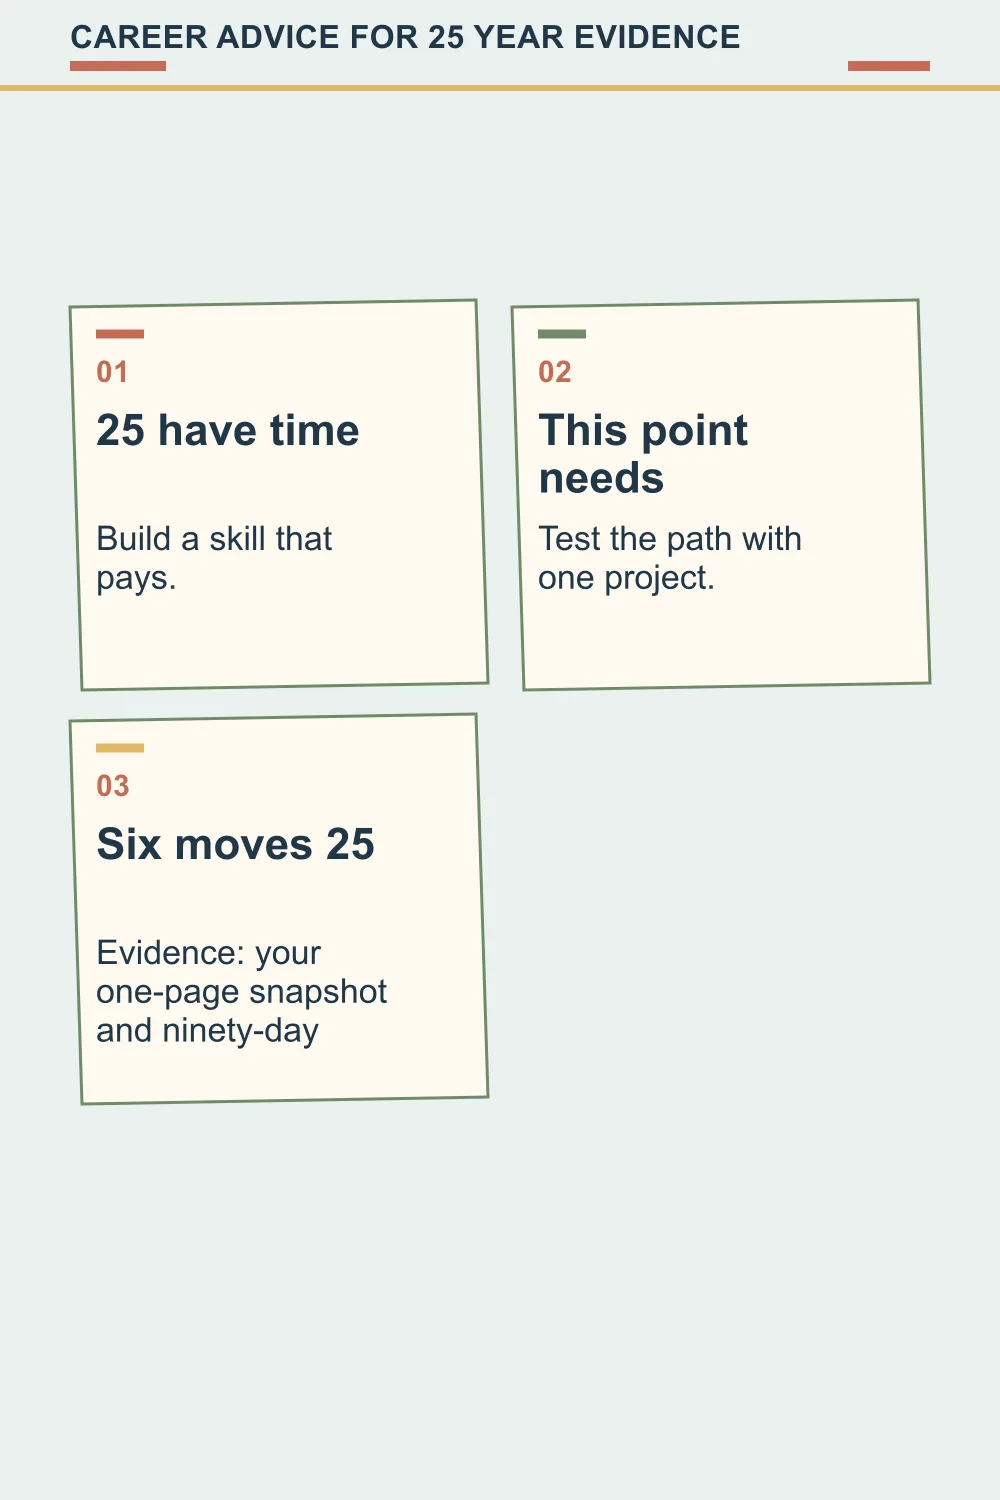 CAREER ADVICE FOR 25 YEAR EVIDENCE
01
25 have time
Build a skill that
pays.
02
This point
needs
Test the path with
one project.
03
Six moves 25
Evidence: your
one-page snapshot
and ninety-day